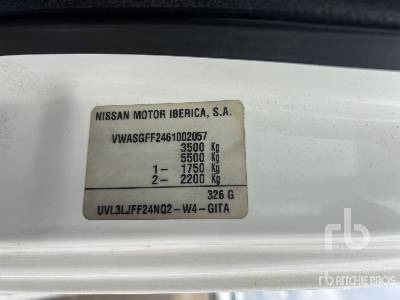 NISSAN MOTOR IBERICA, S.A.
VWASGFF2461002057
3500 Kg
5500 Kg
1- 1750 Kg
2- 2200 Kg
326 G
UVL3LJFF24NQ2-W4-GITA
rb
RITCHIE BROS